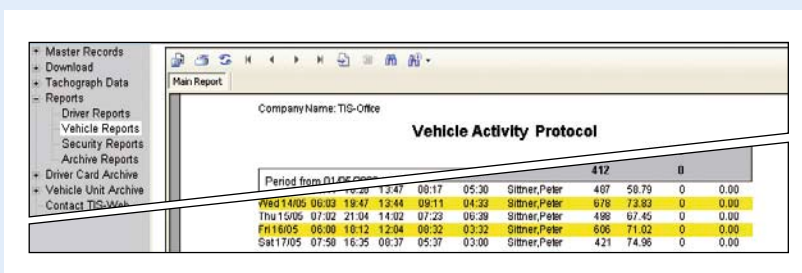 Master Records
Download
Tachograph Data
Reports
Driver Reports
Vehicle Reports
Security Reports
Archive Reports
Driver Card Archive
Vehicle Unit Archive
Contact TIS-Web
Main Report
Company Name: TIS-Office
Vehicle Activity Protocol
412 0
Period from 01/05/
13:47 08:17 05:30 Sittner,Peter 487 58.79 0 0.00
Wed 14/05 06:03 19:47 13:44 09:11 04:33 Sittner,Peter 678 73.83 0 0.00
Thu 15/05 07:02 21:04 14:02 07:23 06:39 Sittner,Peter 498 67.45 0 0.00
Fri 16/05 06:08 18:12 12:04 08:32 03:32 Sittner,Peter 606 71.02 0 0.00
Sat 17/05 07:58 16:35 08:37 05:37 03:00 Sittner,Peter 421 74.96 0 0.00